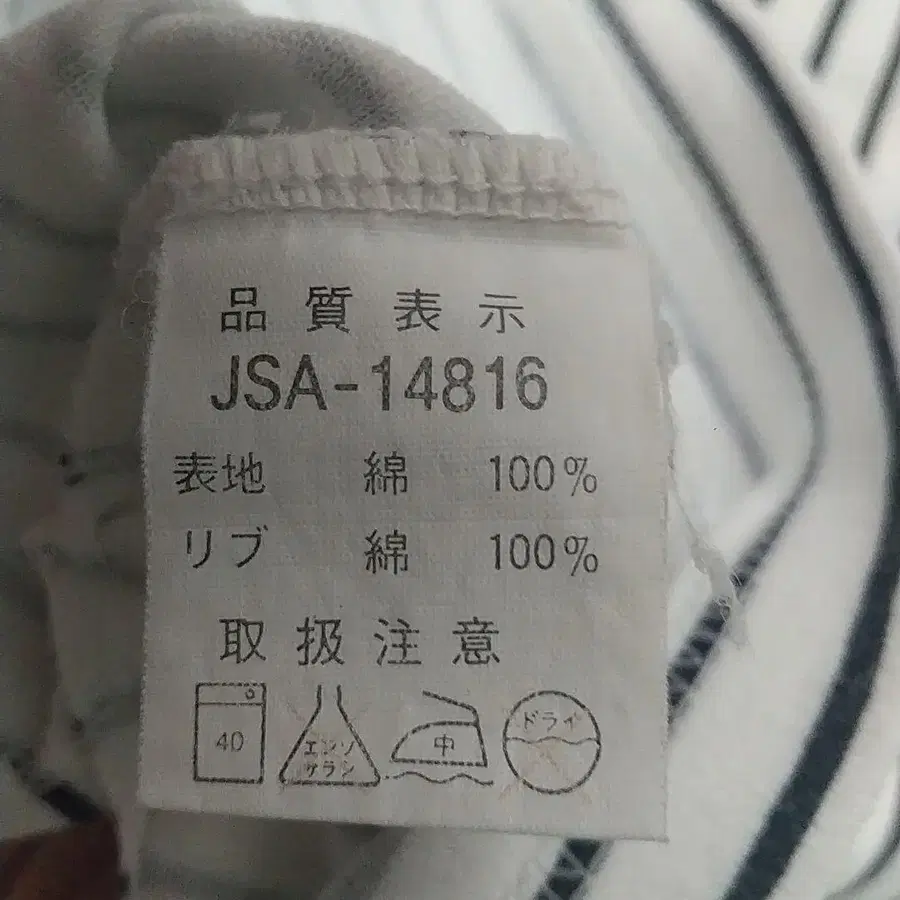 品質表示
JSA-14816
表地 綿 100%
リブ 綿 100%
取扱注意
40
エンソ
サラシ
中
ドライ